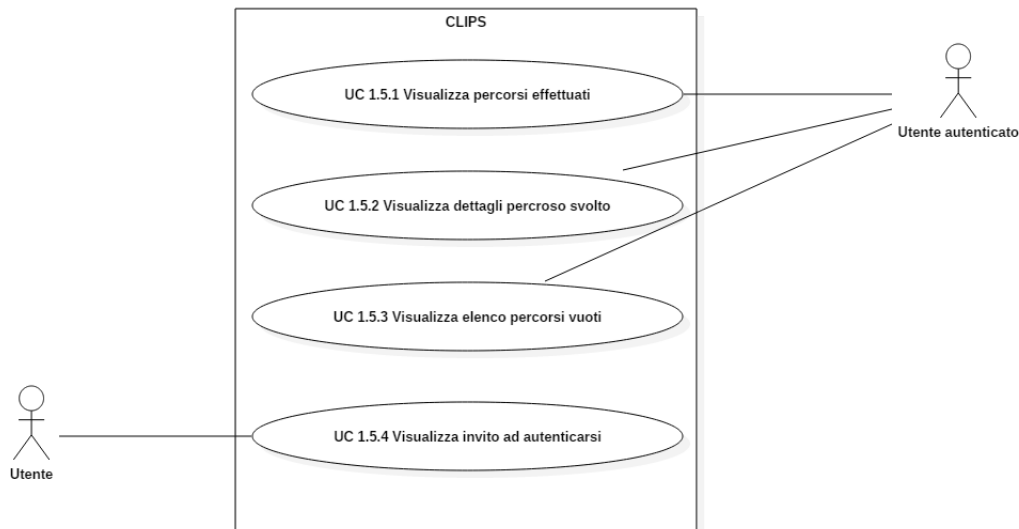 CLIPS
UC 1.5.1 Visualizza percorsi effettuati
Utente autenticato
UC 1.5.2 Visualizza dettagli percroso svolto
UC 1.5.3 Visualizza elenco percorsi vuoti
UC 1.5.4 Visualizza invito ad autenticarsi
Utente